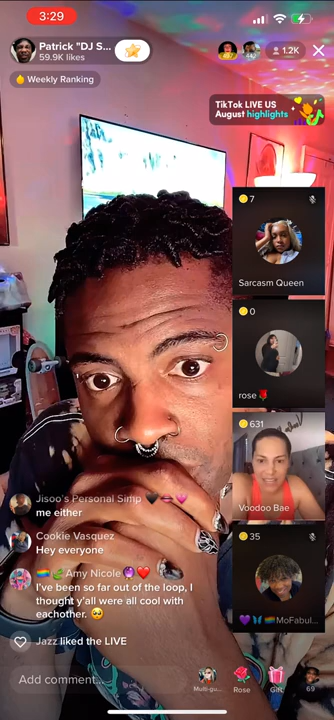 3:29
Patrick "DJ S...
59.9K likes
1.2K
Weekly Ranking
TikTok LIVE US
August highlights
7
Sarcasm Queen
0
rose🌹
631
Voodoo Bae
35
💜🦋🏳️‍🌈MoFabul...
Jisoo's Personal Simp 🖤👄💗
me either
Cookie Vasquez
Hey everyone
🏳️‍🌈🌿Amy Nicole🔮❤️
I've been so far out of the loop, I
thought y'all were all cool with
eachother. 🥺
Jazz liked the LIVE
Add comment...
Multi-gu...
Rose
Gift
69